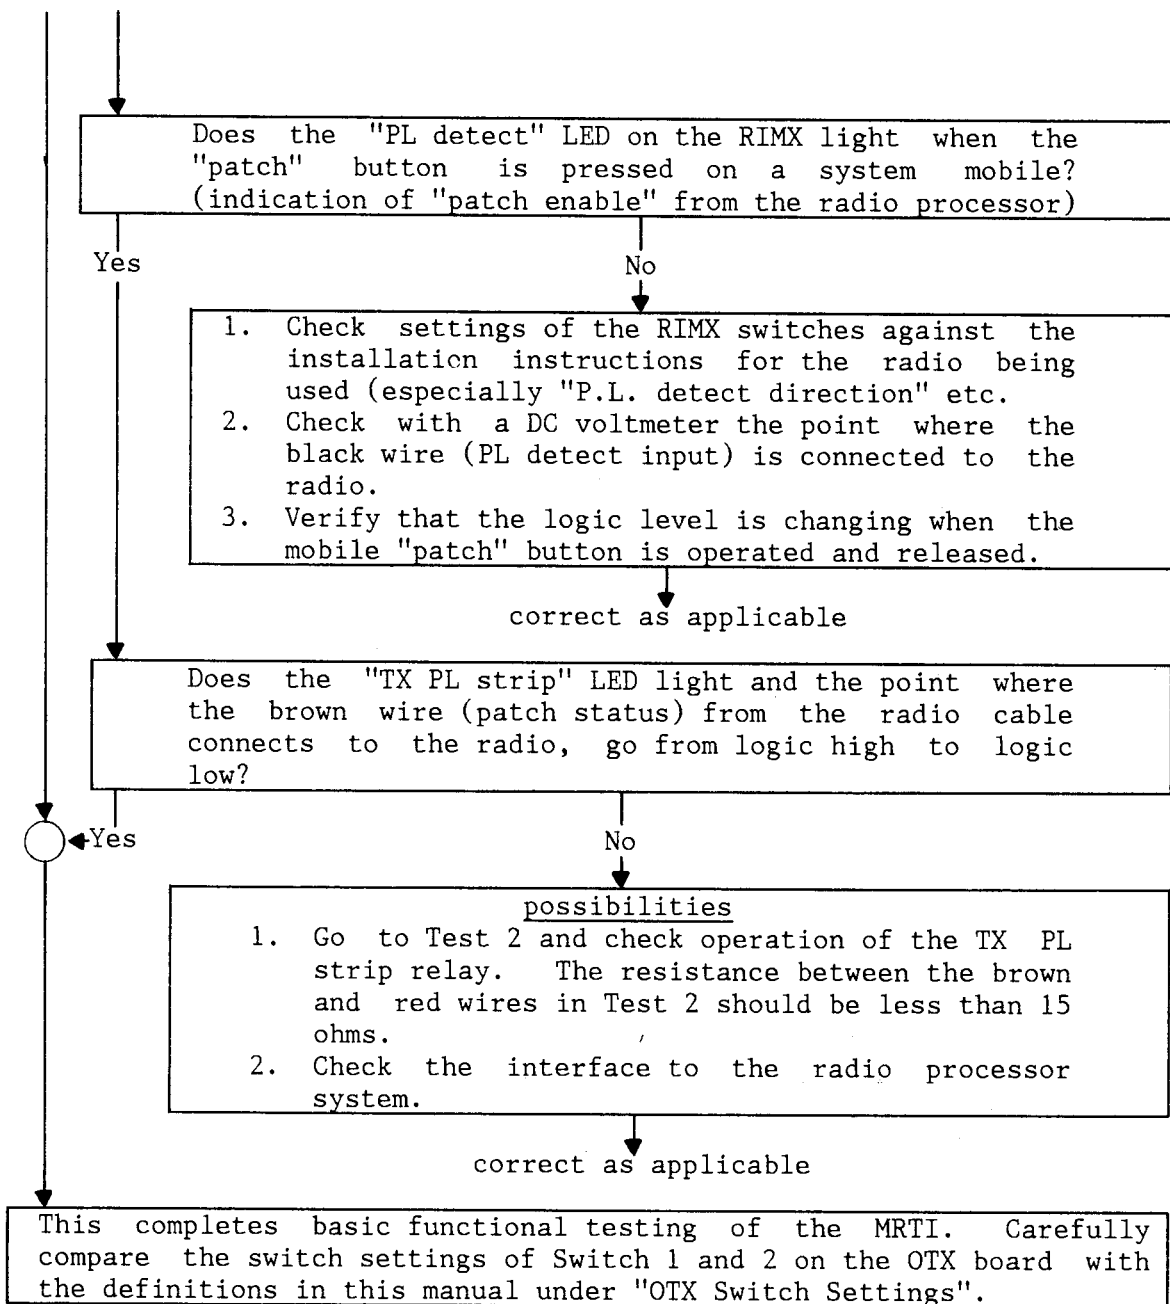 Does the "PL detect" LED on the RIMX light when the
"patch" button is pressed on a system mobile?
(indication of "patch enable" from the radio processor)
Yes
No
1. Check settings of the RIMX switches against the
installation instructions for the radio being
used (especially "P.L. detect direction" etc.
2. Check with a DC voltmeter the point where the
black wire (PL detect input) is connected to the
radio.
3. Verify that the logic level is changing when the
mobile "patch" button is operated and released.
correct as applicable
Does the "TX PL strip" LED light and the point where
the brown wire (patch status) from the radio cable
connects to the radio, go from logic high to logic
low?
Yes
No
possibilities
1. Go to Test 2 and check operation of the TX PL
strip relay. The resistance between the brown
and red wires in Test 2 should be less than 15
ohms.
2. Check the interface to the radio processor
system.
correct as applicable
This completes basic functional testing of the MRTI. Carefully
compare the switch settings of Switch 1 and 2 on the OTX board with
the definitions in this manual under "OTX Switch Settings".